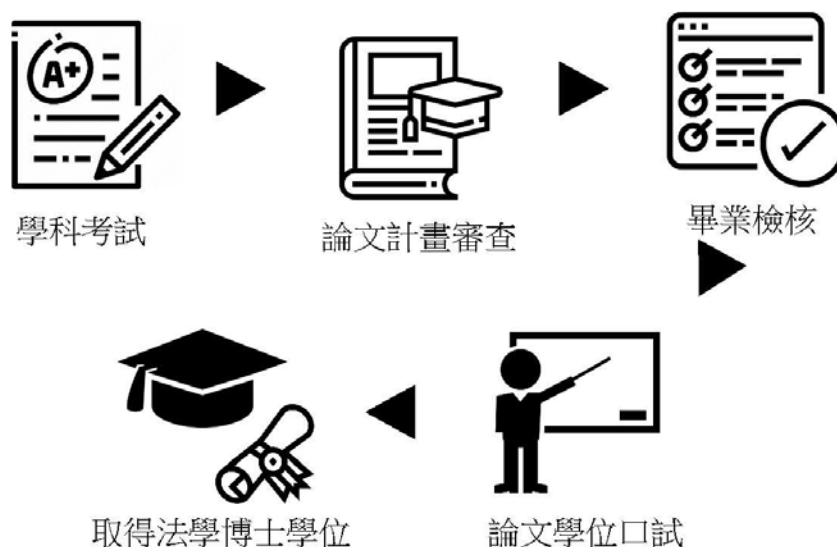 A+
學科考試
論文計畫審查
畢業檢核
論文學位口試
取得法學博士學位